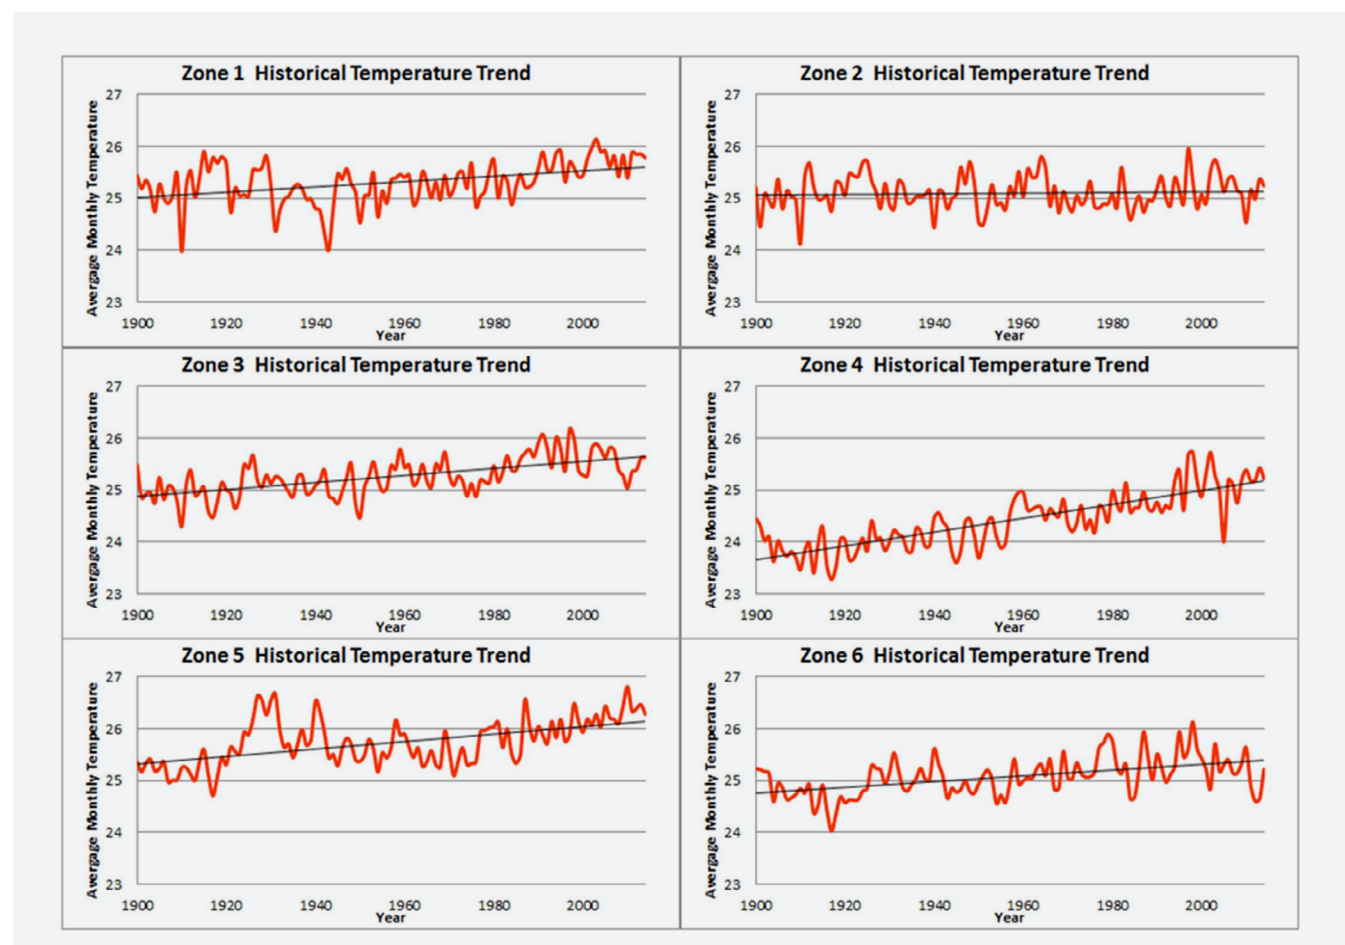 Zone 1 Historical Temperature Trend
Avergage Monthly Temperature
27
26
25
24
23
1900 1920 1940 1960 1980 2000
Year
Zone 2 Historical Temperature Trend
Avergage Monthly Temperature
27
26
25
24
23
1900 1920 1940 1960 1980 2000
Year
Zone 3 Historical Temperature Trend
Avergage Monthly Temperature
27
26
25
24
23
1900 1920 1940 1960 1980 2000
Year
Zone 4 Historical Temperature Trend
Avergage Monthly Temperature
27
26
25
24
23
1900 1920 1940 1960 1980 2000
Year
Zone 5 Historical Temperature Trend
Avergage Monthly Temperature
27
26
25
24
23
1900 1920 1940 1960 1980 2000
Year
Zone 6 Historical Temperature Trend
Avergage Monthly Temperature
27
26
25
24
23
1900 1920 1940 1960 1980 2000
Year